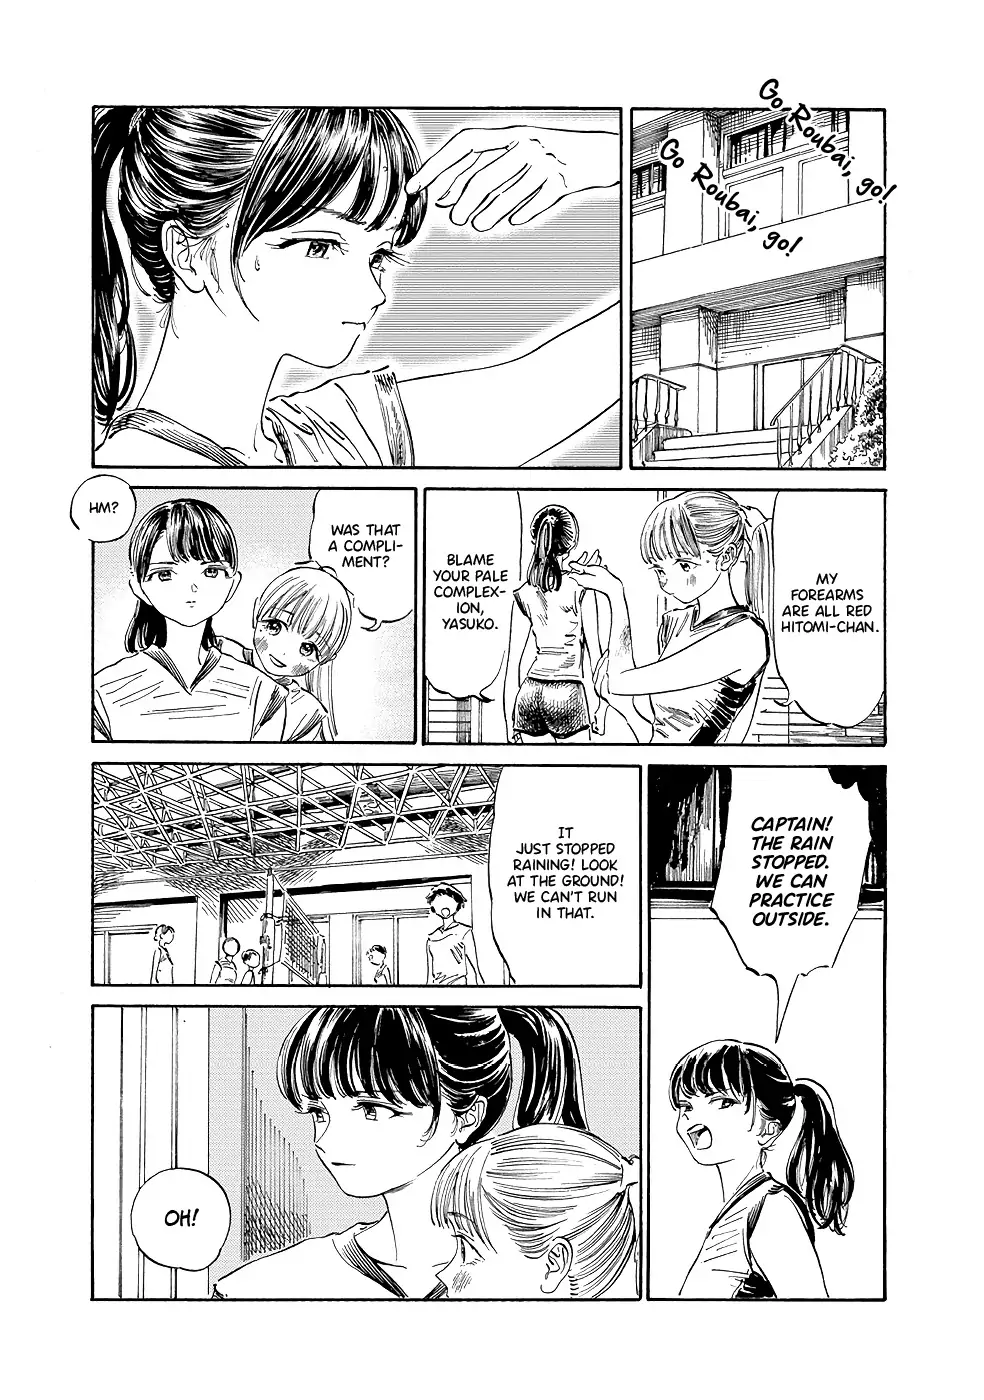 Go Roubai, go!
Go Roubai, go!
MY
FOREARMS
ARE ALL RED
HITOMI-CHAN.
BLAME
YOUR PALE
COMPLEX-
ION,
YASUKO.
WAS THAT
A COMPLI-
MENT?
HM?
CAPTAIN!
THE RAIN
STOPPED.
WE CAN
PRACTICE
OUTSIDE.
IT
JUST STOPPED
RAINING! LOOK
AT THE GROUND!
WE CAN'T RUN
IN THAT.
OH!